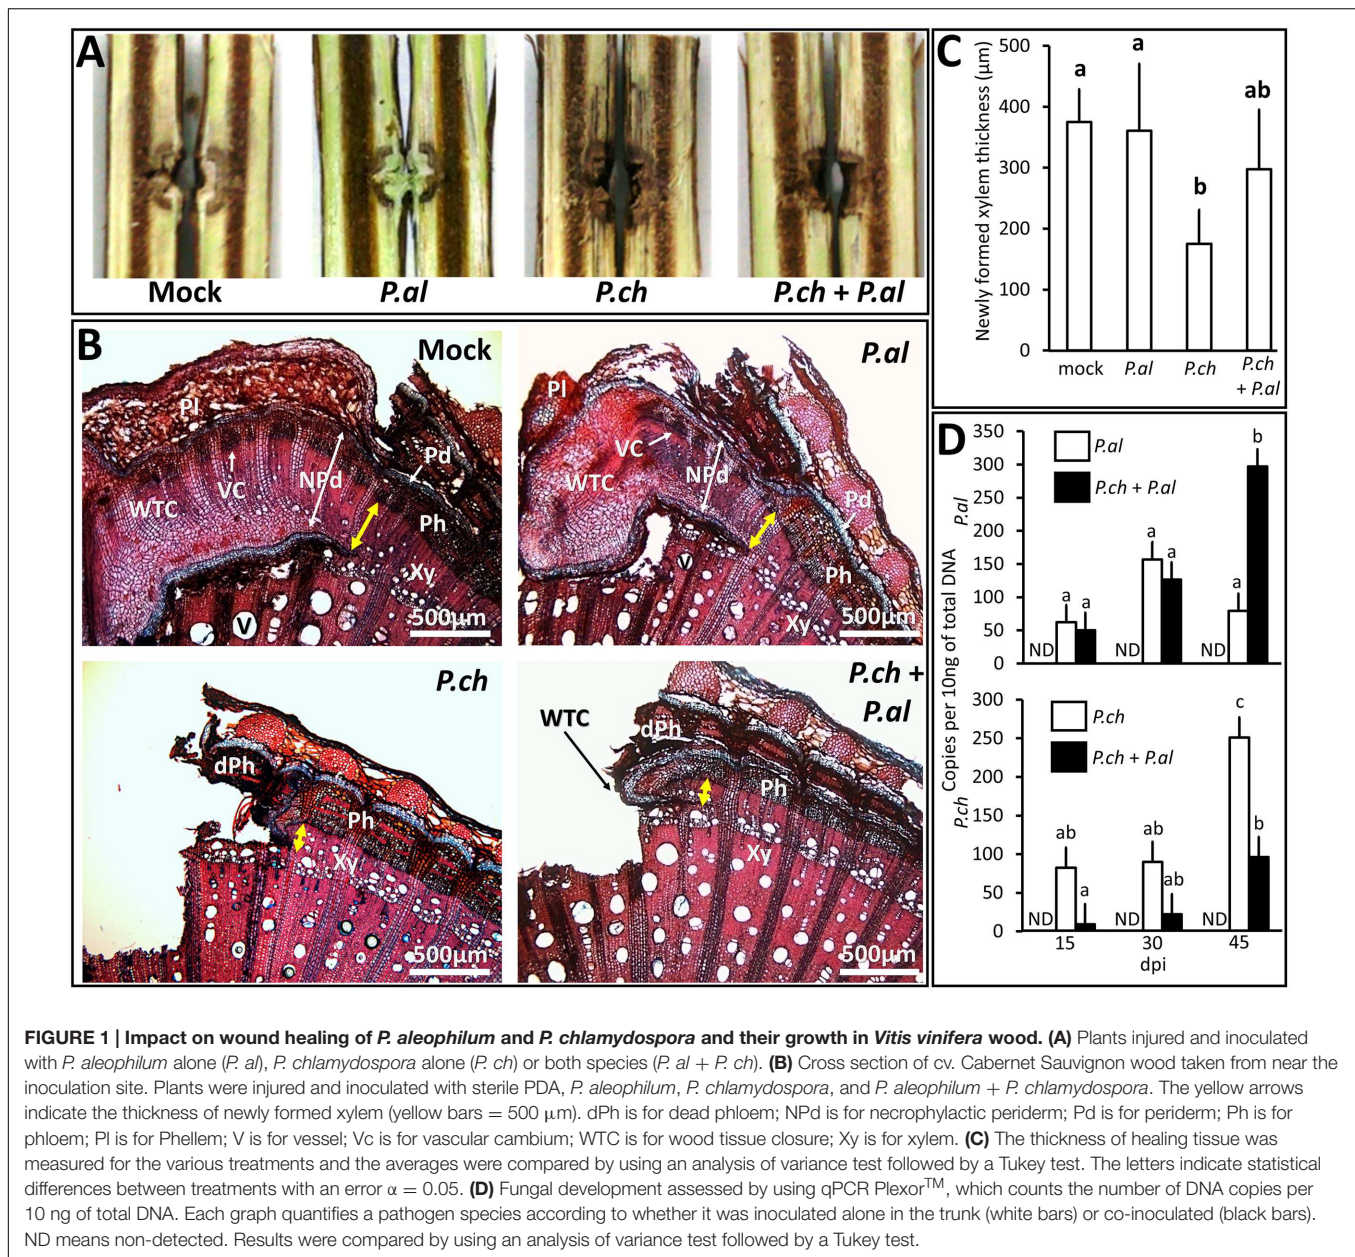 A
Mock
P.al
P.ch
P.ch + P.al
B
Mock
Pl
VC
WTC
NPd
Pd
Ph
Xy
V
500µm
P.al
Pl
VC
WTC
NPd
Pd
V
Ph
Xy
500µm
P.ch
dPh
Ph
Xy
500µm
P.ch +
P.al
WTC
dPh
Ph
Xy
500µm
C
Newly formed xylem thickness (µm)
500
400
300
200
100
0
a
a
b
ab
mock
P.al
P.ch
P.ch
+ P.al
D
Copies per 10ng of total DNA
P.al
350
300
250
200
150
100
50
0
P.al
P.ch + P.al
ND
a
a
ND
a
a
ND
a
b
P.ch
300
250
200
150
100
50
0
P.ch
P.ch + P.al
ND
ab
a
ND
ab
ab
ND
c
b
15
30
45
dpi
FIGURE 1 | Impact on wound healing of P. aleophilum and P. chlamydospora and their growth in Vitis vinifera wood. (A) Plants injured and inoculated
with P. aleophilum alone (P. al), P. chlamydospora alone (P. ch) or both species (P. al + P. ch). (B) Cross section of cv. Cabernet Sauvignon wood taken from near the
inoculation site. Plants were injured and inoculated with sterile PDA, P. aleophilum, P. chlamydospora, and P. aleophilum + P. chlamydospora. The yellow arrows
indicate the thickness of newly formed xylem (yellow bars = 500 µm). dPh is for dead phloem; NPd is for necrophylactic periderm; Pd is for periderm; Ph is for
phloem; Pl is for Phellem; V is for vessel; Vc is for vascular cambium; WTC is for wood tissue closure; Xy is for xylem. (C) The thickness of healing tissue was
measured for the various treatments and the averages were compared by using an analysis of variance test followed by a Tukey test. The letters indicate statistical
differences between treatments with an error α = 0.05. (D) Fungal development assessed by using qPCR Plexor™, which counts the number of DNA copies per
10 ng of total DNA. Each graph quantifies a pathogen species according to whether it was inoculated alone in the trunk (white bars) or co-inoculated (black bars).
ND means non-detected. Results were compared by using an analysis of variance test followed by a Tukey test.